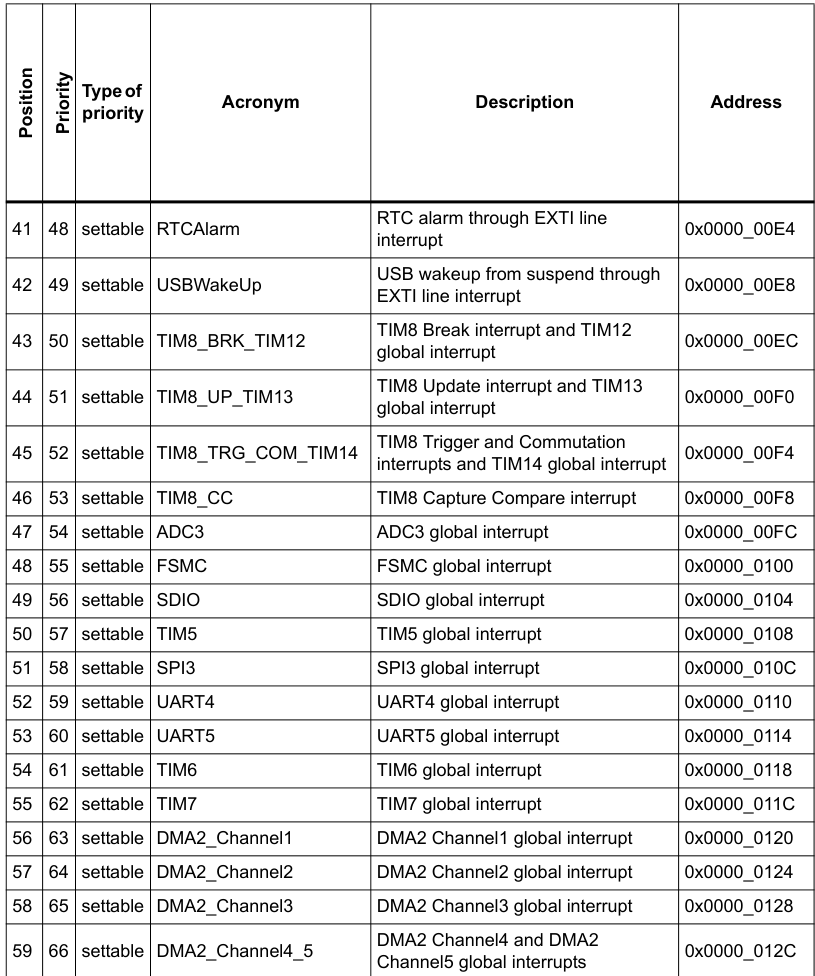 Position Priority Type of priority Acronym Description Address
41 48 settable RTCAlarm RTC alarm through EXTI line interrupt 0x0000_00E4
42 49 settable USBWakeUp USB wakeup from suspend through EXTI line interrupt 0x0000_00E8
43 50 settable TIM8_BRK_TIM12 TIM8 Break interrupt and TIM12 global interrupt 0x0000_00EC
44 51 settable TIM8_UP_TIM13 TIM8 Update interrupt and TIM13 global interrupt 0x0000_00F0
45 52 settable TIM8_TRG_COM_TIM14 TIM8 Trigger and Commutation interrupts and TIM14 global interrupt 0x0000_00F4
46 53 settable TIM8_CC TIM8 Capture Compare interrupt 0x0000_00F8
47 54 settable ADC3 ADC3 global interrupt 0x0000_00FC
48 55 settable FSMC FSMC global interrupt 0x0000_0100
49 56 settable SDIO SDIO global interrupt 0x0000_0104
50 57 settable TIM5 TIM5 global interrupt 0x0000_0108
51 58 settable SPI3 SPI3 global interrupt 0x0000_010C
52 59 settable UART4 UART4 global interrupt 0x0000_0110
53 60 settable UART5 UART5 global interrupt 0x0000_0114
54 61 settable TIM6 TIM6 global interrupt 0x0000_0118
55 62 settable TIM7 TIM7 global interrupt 0x0000_011C
56 63 settable DMA2_Channel1 DMA2 Channel1 global interrupt 0x0000_0120
57 64 settable DMA2_Channel2 DMA2 Channel2 global interrupt 0x0000_0124
58 65 settable DMA2_Channel3 DMA2 Channel3 global interrupt 0x0000_0128
59 66 settable DMA2_Channel4_5 DMA2 Channel4 and DMA2 Channel5 global interrupts 0x0000_012C